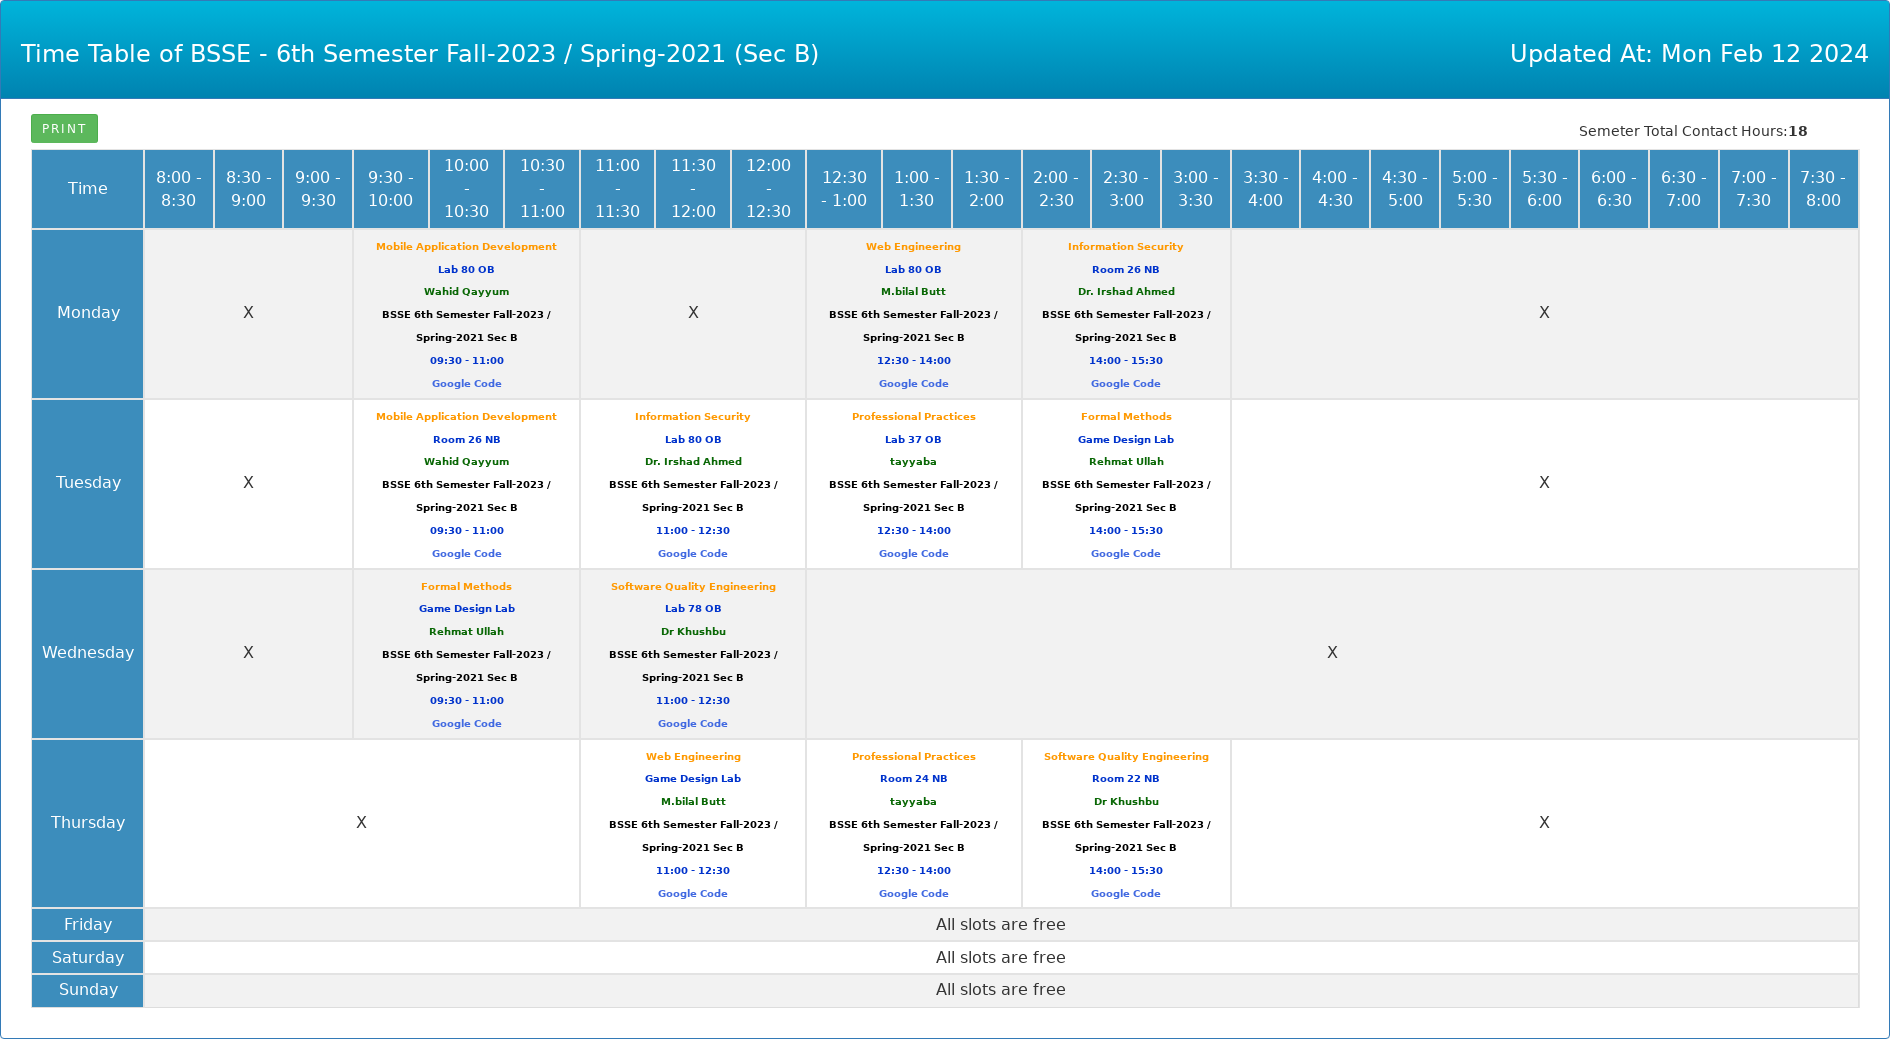 Time Table of BSSE - 6th Semester Fall-2023 / Spring-2021 (Sec B)
Updated At: Mon Feb 12 2024
PRINT
Semeter Total Contact Hours:18
Time
8:00 -
8:30
8:30 -
9:00
9:00 -
9:30
9:30 -
10:00
10:00
-
10:30
10:30
-
11:00
11:00
-
11:30
11:30
-
12:00
12:00
-
12:30
12:30
- 1:00
1:00 -
1:30
1:30 -
2:00
2:00 -
2:30
2:30 -
3:00
3:00 -
3:30
3:30 -
4:00
4:00 -
4:30
4:30 -
5:00
5:00 -
5:30
5:30 -
6:00
6:00 -
6:30
6:30 -
7:00
7:00 -
7:30
7:30 -
8:00
Monday
X
Mobile Application Development
Lab 80 OB
Wahid Qayyum
BSSE 6th Semester Fall-2023 /
Spring-2021 Sec B
09:30 - 11:00
Google Code
X
Web Engineering
Lab 80 OB
M.bilal Butt
BSSE 6th Semester Fall-2023 /
Spring-2021 Sec B
12:30 - 14:00
Google Code
Information Security
Room 26 NB
Dr. Irshad Ahmed
BSSE 6th Semester Fall-2023 /
Spring-2021 Sec B
14:00 - 15:30
Google Code
X
Tuesday
X
Mobile Application Development
Room 26 NB
Wahid Qayyum
BSSE 6th Semester Fall-2023 /
Spring-2021 Sec B
09:30 - 11:00
Google Code
Information Security
Lab 80 OB
Dr. Irshad Ahmed
BSSE 6th Semester Fall-2023 /
Spring-2021 Sec B
11:00 - 12:30
Google Code
Professional Practices
Lab 37 OB
tayyaba
BSSE 6th Semester Fall-2023 /
Spring-2021 Sec B
12:30 - 14:00
Google Code
Formal Methods
Game Design Lab
Rehmat Ullah
BSSE 6th Semester Fall-2023 /
Spring-2021 Sec B
14:00 - 15:30
Google Code
X
Wednesday
X
Formal Methods
Game Design Lab
Rehmat Ullah
BSSE 6th Semester Fall-2023 /
Spring-2021 Sec B
09:30 - 11:00
Google Code
Software Quality Engineering
Lab 78 OB
Dr Khushbu
BSSE 6th Semester Fall-2023 /
Spring-2021 Sec B
11:00 - 12:30
Google Code
X
Thursday
X
Web Engineering
Game Design Lab
M.bilal Butt
BSSE 6th Semester Fall-2023 /
Spring-2021 Sec B
11:00 - 12:30
Google Code
Professional Practices
Room 24 NB
tayyaba
BSSE 6th Semester Fall-2023 /
Spring-2021 Sec B
12:30 - 14:00
Google Code
Software Quality Engineering
Room 22 NB
Dr Khushbu
BSSE 6th Semester Fall-2023 /
Spring-2021 Sec B
14:00 - 15:30
Google Code
X
Friday
All slots are free
Saturday
All slots are free
Sunday
All slots are free